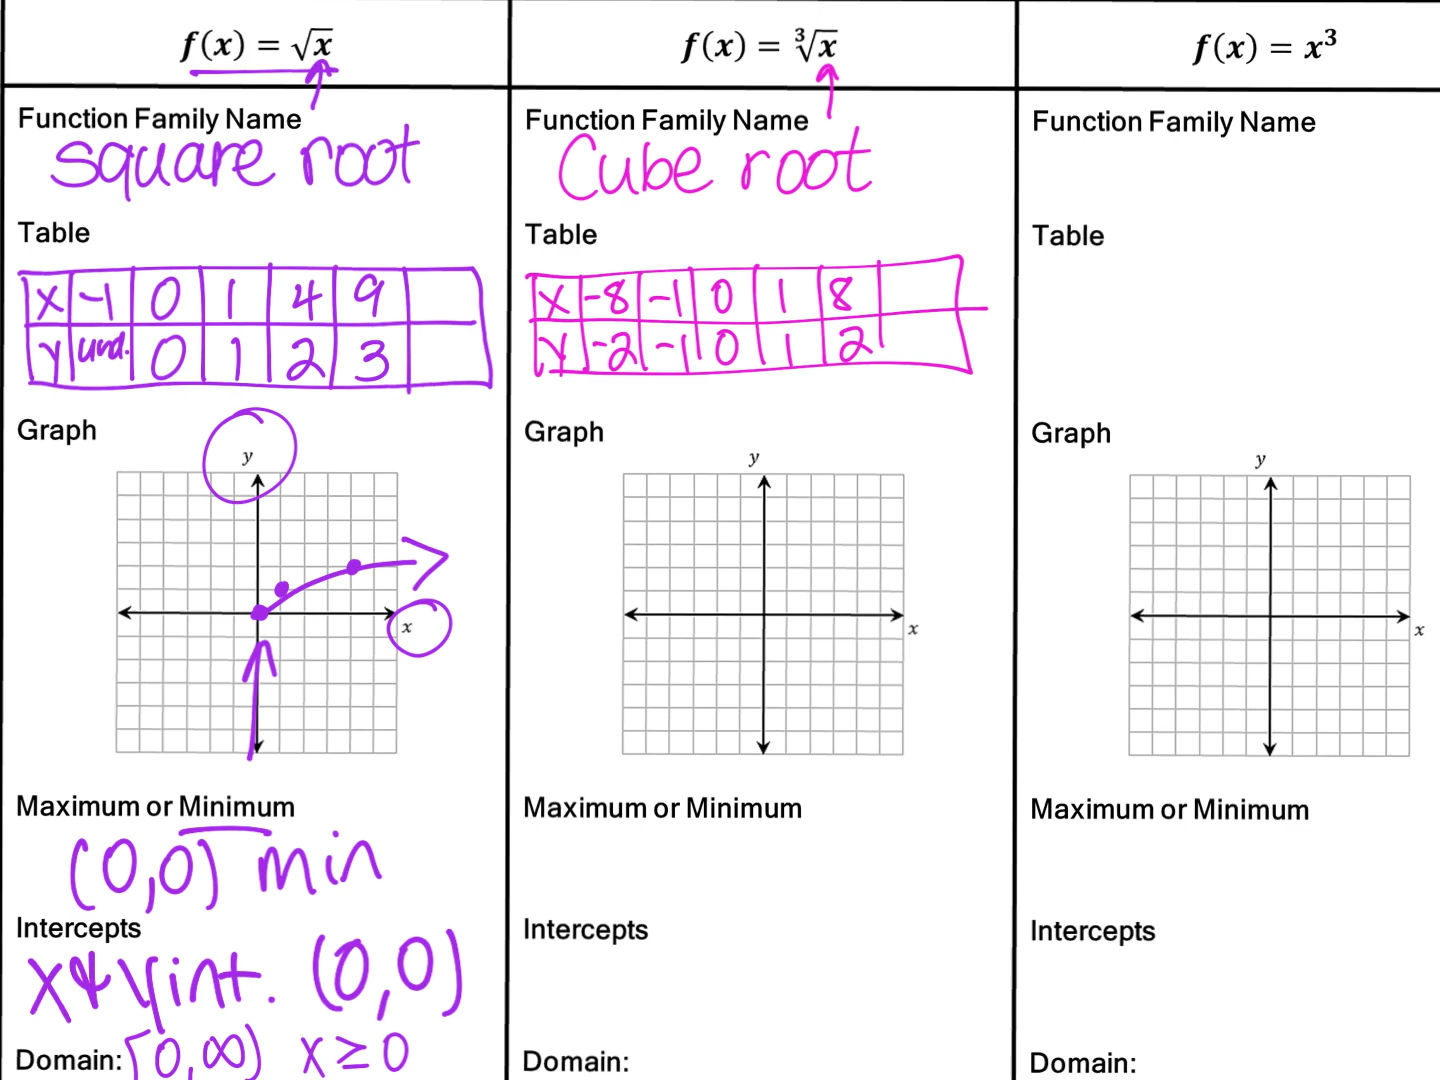 f(x) = √x
Function Family Name
square root
Table
x -1 0 1 4 9
y und. 0 1 2 3
Graph
y
x
Maximum or Minimum
(0,0) min
Intercepts
x & y int. (0,0)
Domain: [0,∞) x ≥ 0
f(x) = ∛x
Function Family Name
Cube root
Table
x -8 -1 0 1 8
y -2 -1 0 1 2
Graph
y
x
Maximum or Minimum
Intercepts
Domain:
f(x) = x³
Function Family Name
Table
Graph
y
x
Maximum or Minimum
Intercepts
Domain: